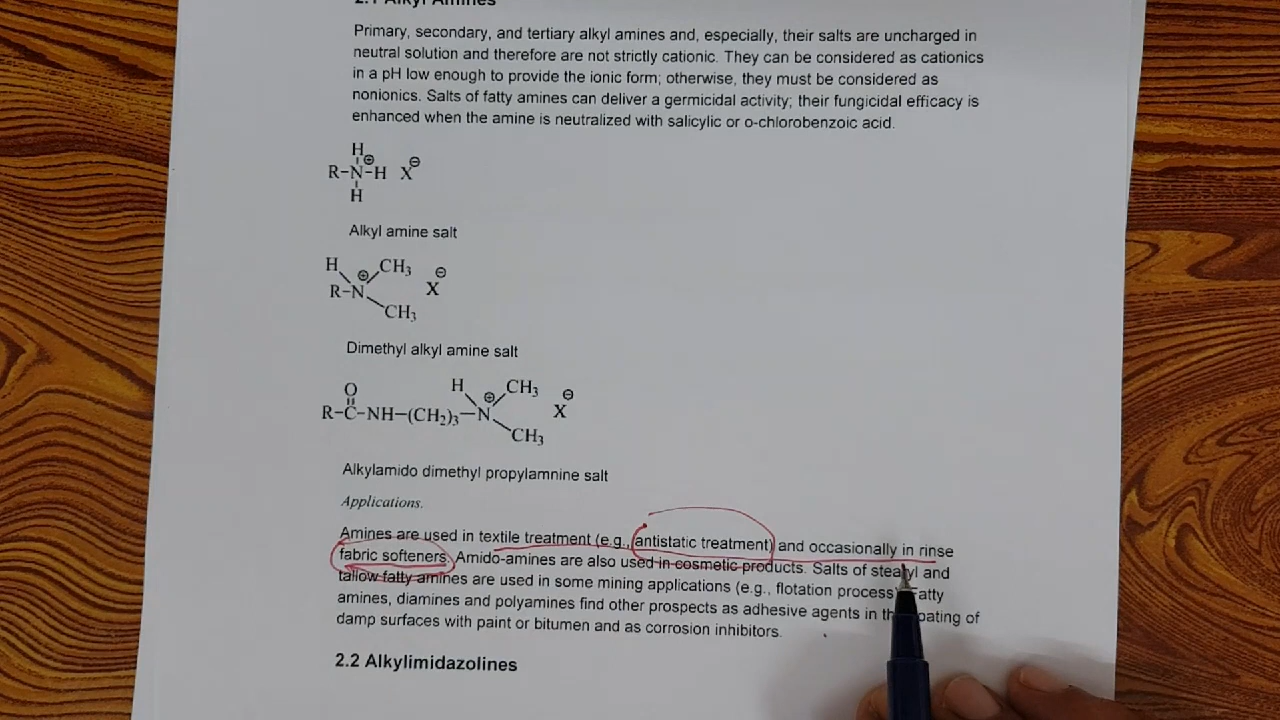 2.1 Alkyl Amines
Primary, secondary, and tertiary alkyl amines and, especially, their salts are uncharged in
neutral solution and therefore are not strictly cationic. They can be considered as cationics
in a pH low enough to provide the ionic form; otherwise, they must be considered as
nonionics. Salts of fatty amines can deliver a germicidal activity; their fungicidal efficacy is
enhanced when the amine is neutralized with salicylic or o-chlorobenzoic acid.
H
⊕ ⊖
R-N-H X
H
Alkyl amine salt
H ⊕ CH₃ ⊖
R-N X
CH₃
Dimethyl alkyl amine salt
O H ⊕ CH₃ ⊖
R-C-NH-(CH₂)₃-N X
CH₃
Alkylamido dimethyl propylamnine salt
Applications.
Amines are used in textile treatment (e.g., antistatic treatment) and occasionally in rinse
fabric softeners. Amido-amines are also used in cosmetic products. Salts of stearyl and
tallow fatty amines are used in some mining applications (e.g., flotation process). Fatty
amines, diamines and polyamines find other prospects as adhesive agents in the coating of
damp surfaces with paint or bitumen and as corrosion inhibitors.
2.2 Alkylimidazolines